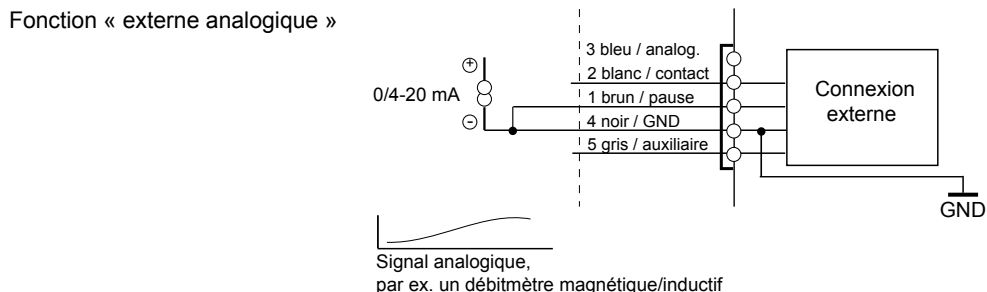 Fonction « externe analogique »
3 bleu / analog.
2 blanc / contact
0/4-20 mA
+
-
1 brun / pause
4 noir / GND
5 gris / auxiliaire
Connexion
externe
GND
Signal analogique,
par ex. un débitmètre magnétique/inductif